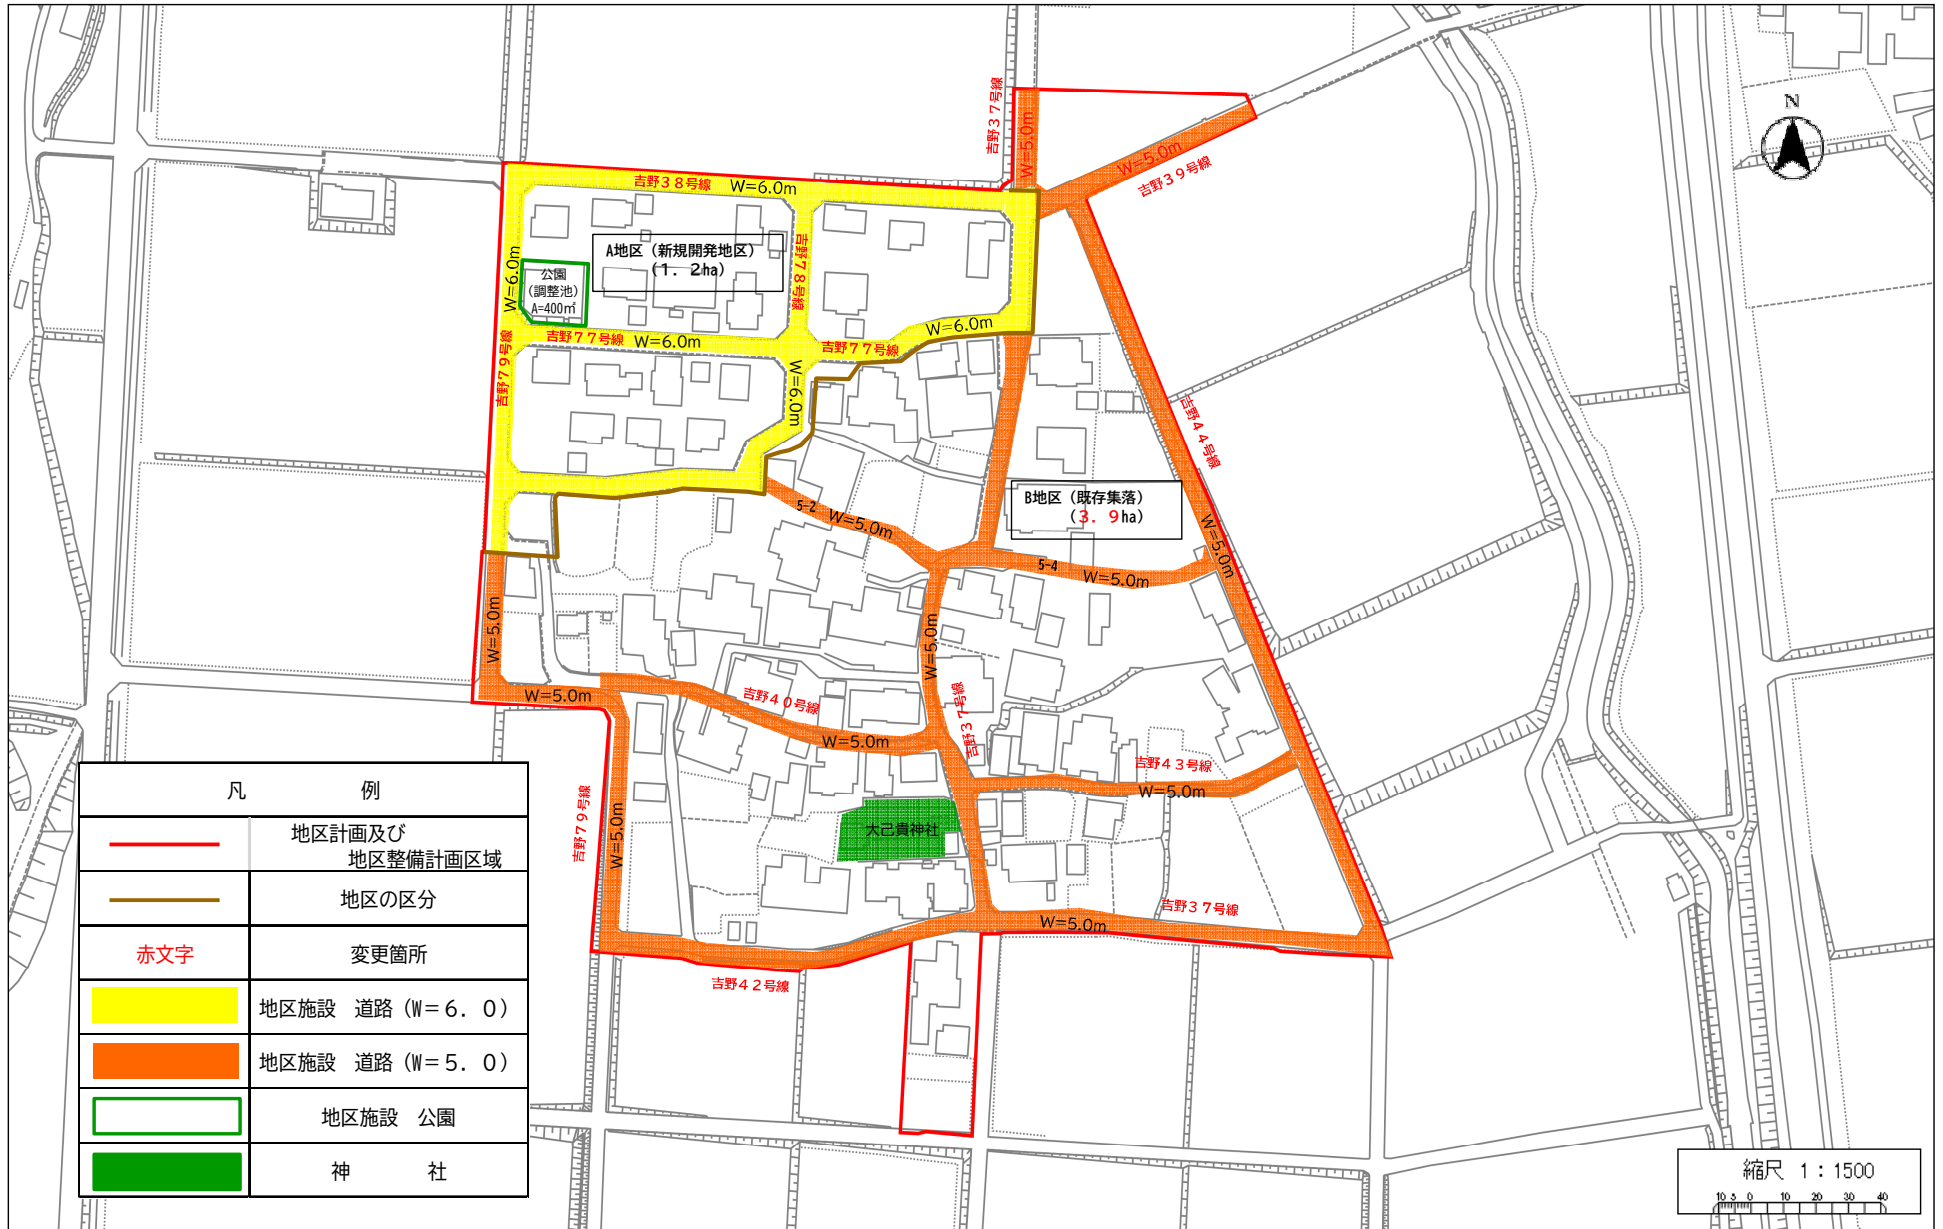 吉野37号線
W=5.0m
W=5.0m
吉野39号線
N
吉野38号線 W=6.0m
A地区（新規開発地区）
（1．2ha）
吉野78号線
W=6.0m
公園
（調整池）
A=400㎡
吉野79号線
吉野77号線 W=6.0m
吉野77号線
W=6.0m
W=6.0m
吉野44号線
B地区（既存集落）
（3．9ha）
5-2 W=5.0m
W=5.0m
5-4 W=5.0m
W=5.0m
W=5.0m
W=5.0m
吉野40号線
W=5.0m
吉野37号線
吉野43号線
W=5.0m
吉野79号線
W=5.0m
大己貴神社
吉野37号線
W=5.0m
吉野42号線
凡　例
地区計画及び
地区整備計画区域
地区の区分
赤文字 変更箇所
地区施設　道路（W＝6．0）
地区施設　道路（W＝5．0）
地区施設　公園
神　社
縮尺 1：1500
10 5 0 10 20 30 40